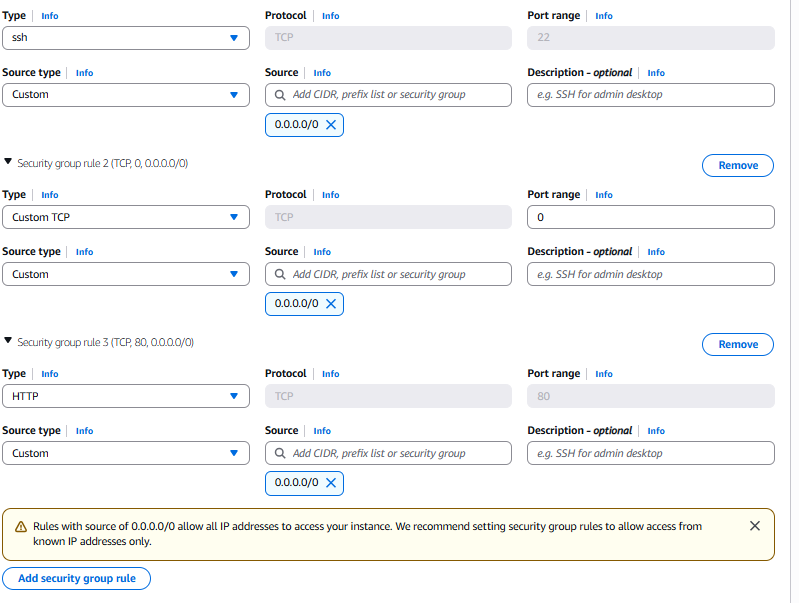 Type Info Protocol Info Port range Info
ssh TCP 22
Source type Info Source Info Description - optional Info
Custom Add CIDR, prefix list or security group e.g. SSH for admin desktop
0.0.0.0/0
Security group rule 2 (TCP, 0, 0.0.0.0/0) Remove
Type Info Protocol Info Port range Info
Custom TCP TCP 0
Source type Info Source Info Description - optional Info
Custom Add CIDR, prefix list or security group e.g. SSH for admin desktop
0.0.0.0/0
Security group rule 3 (TCP, 80, 0.0.0.0/0) Remove
Type Info Protocol Info Port range Info
HTTP TCP 80
Source type Info Source Info Description - optional Info
Custom Add CIDR, prefix list or security group e.g. SSH for admin desktop
0.0.0.0/0
Rules with source of 0.0.0.0/0 allow all IP addresses to access your instance. We recommend setting security group rules to allow access from
known IP addresses only.
Add security group rule